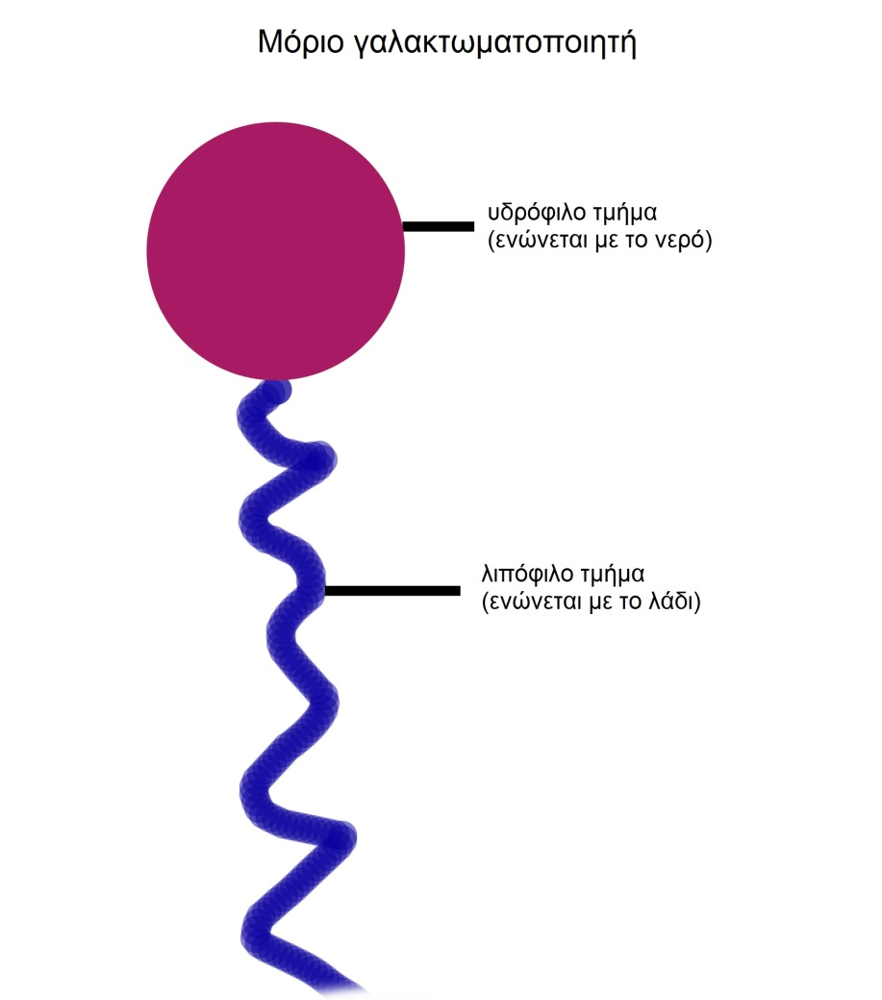 Μόριο γαλακτωματοποιητή
υδρόφιλο τμήμα
(ενώνεται με το νερό)
λιπόφιλο τμήμα
(ενώνεται με το λάδι)